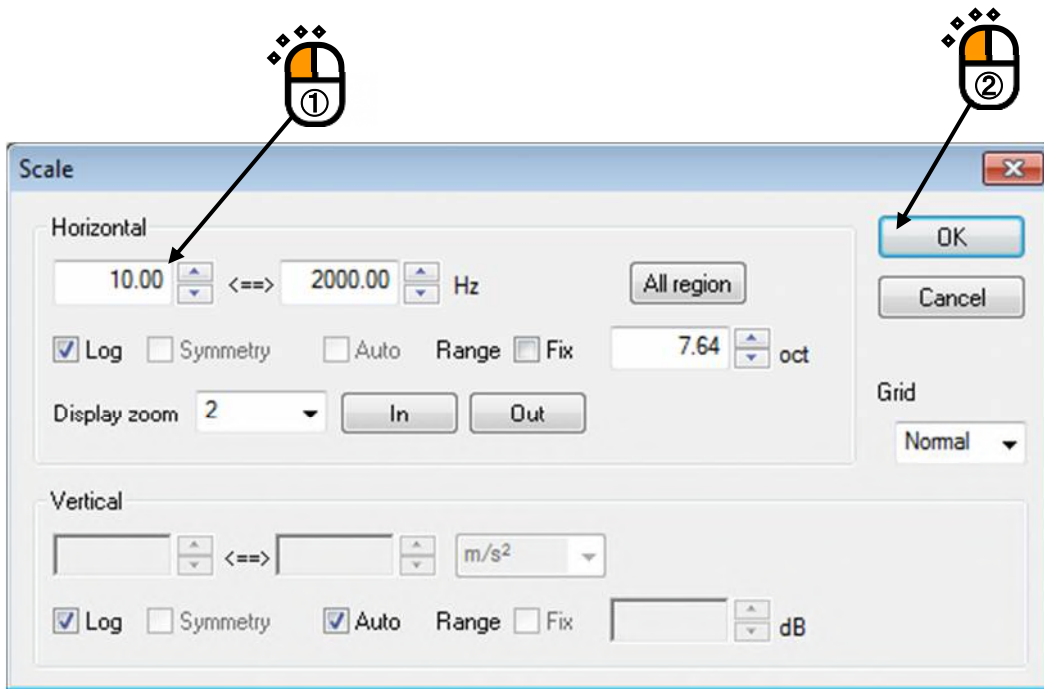 ① ②
Scale
Horizontal
10.00 <==> 2000.00 Hz All region
Log Symmetry Auto Range Fix 7.64 oct
Display zoom 2 In Out
OK
Cancel
Grid
Normal
Vertical
<==> m/s²
Log Symmetry Auto Range Fix dB